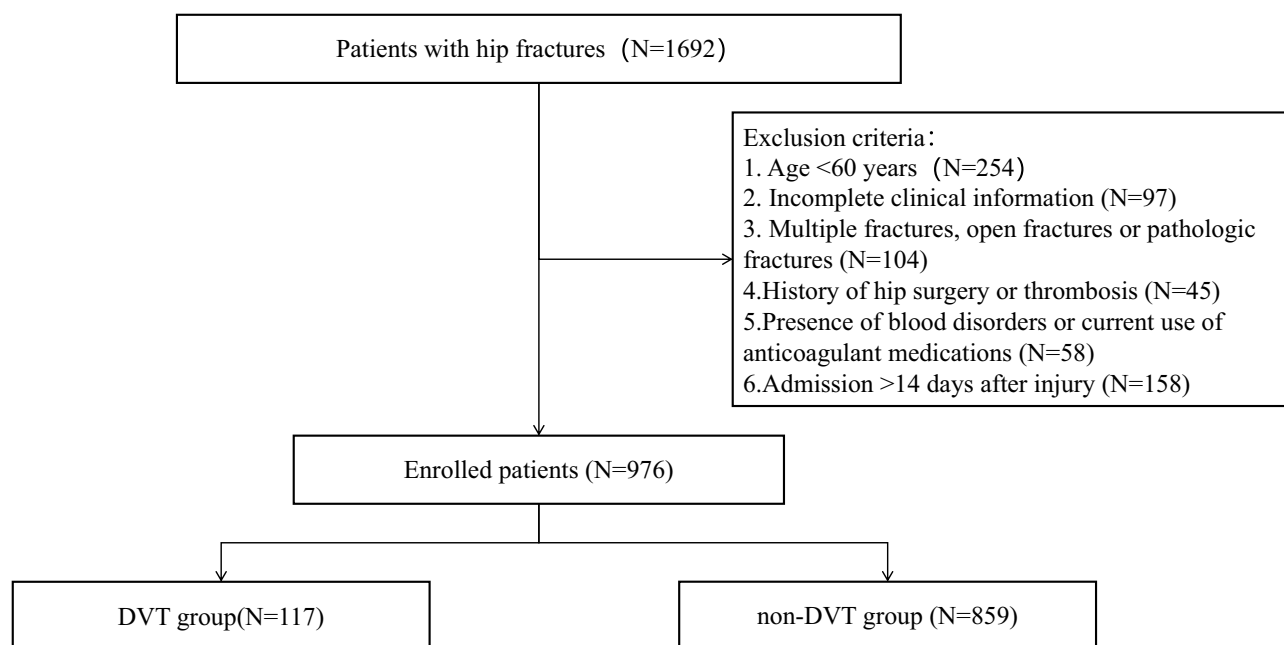 Patients with hip fractures（N=1692）
Exclusion criteria：
1. Age <60 years（N=254）
2. Incomplete clinical information (N=97)
3. Multiple fractures, open fractures or pathologic
fractures (N=104)
4.History of hip surgery or thrombosis (N=45)
5.Presence of blood disorders or current use of
anticoagulant medications (N=58)
6.Admission >14 days after injury (N=158)
Enrolled patients (N=976)
DVT group(N=117)
non-DVT group (N=859)